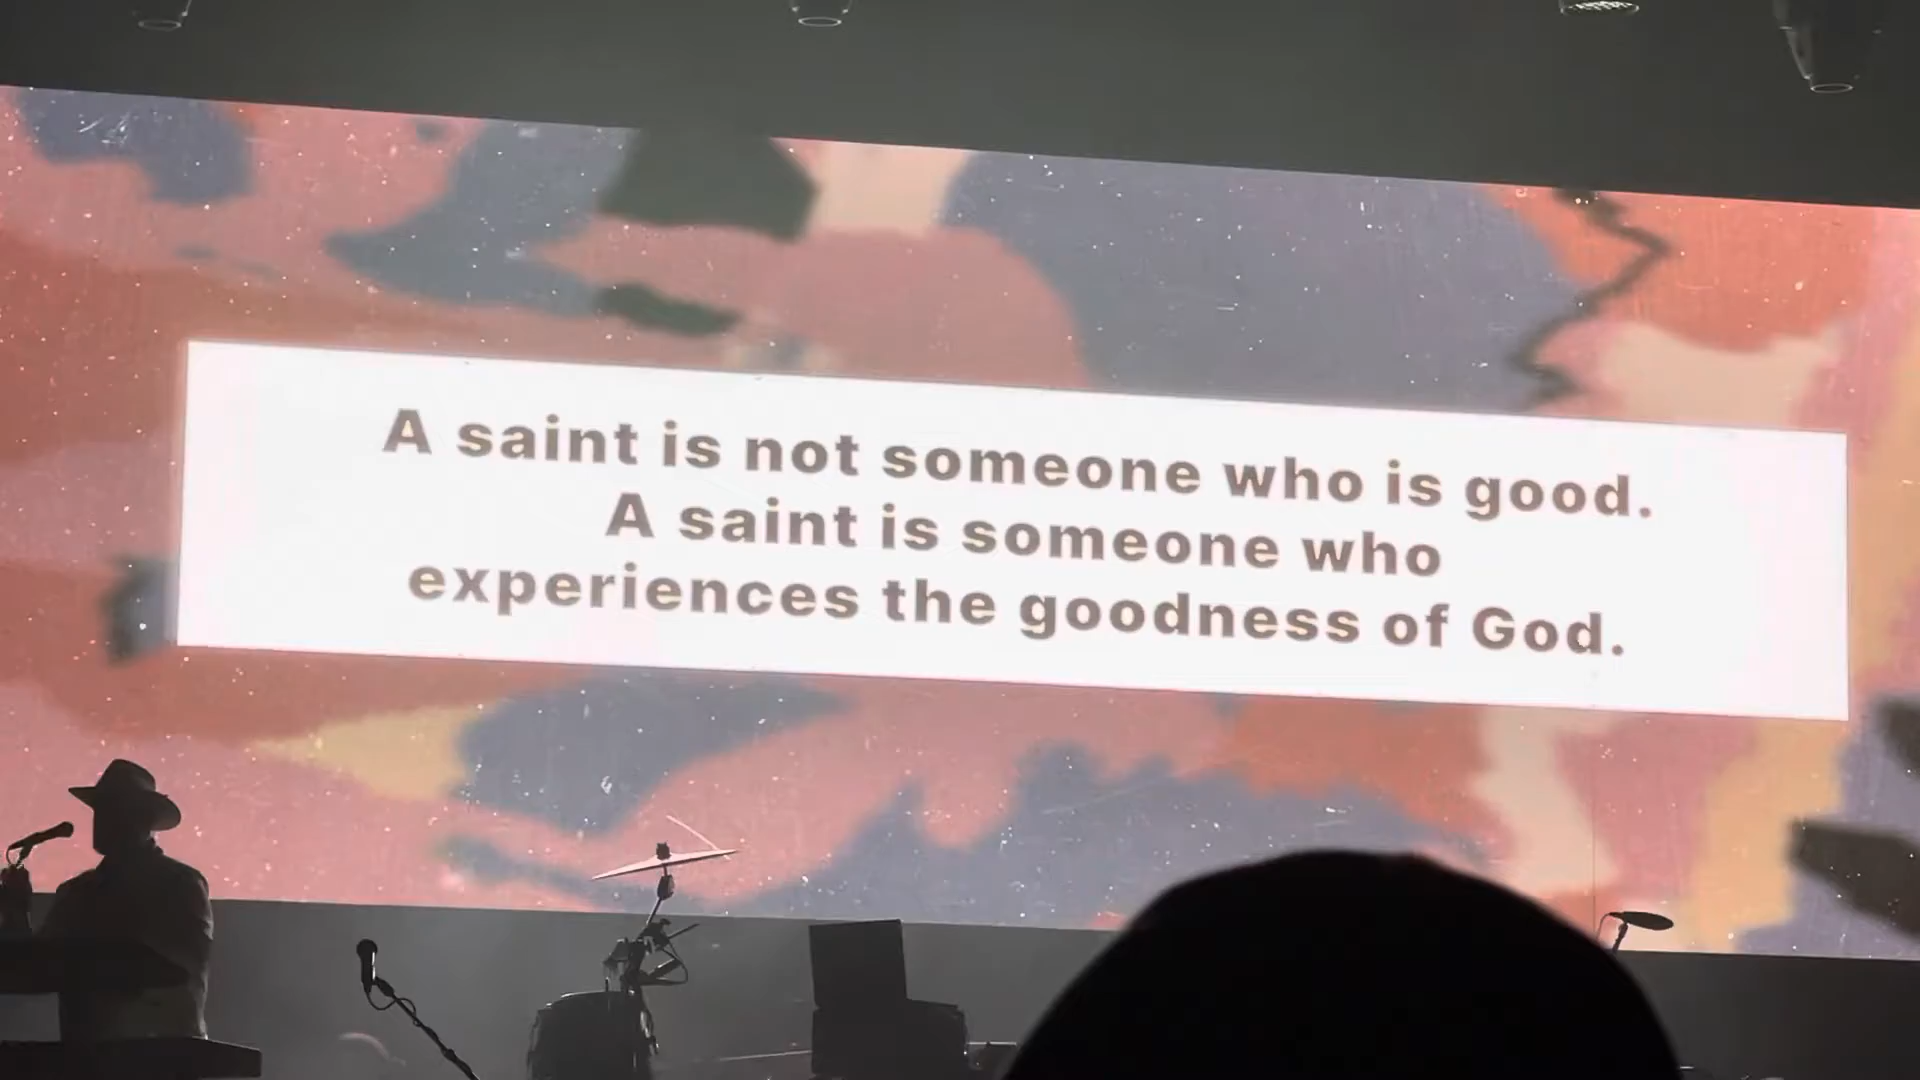 A saint is not someone who is good.
A saint is someone who
experiences the goodness of God.